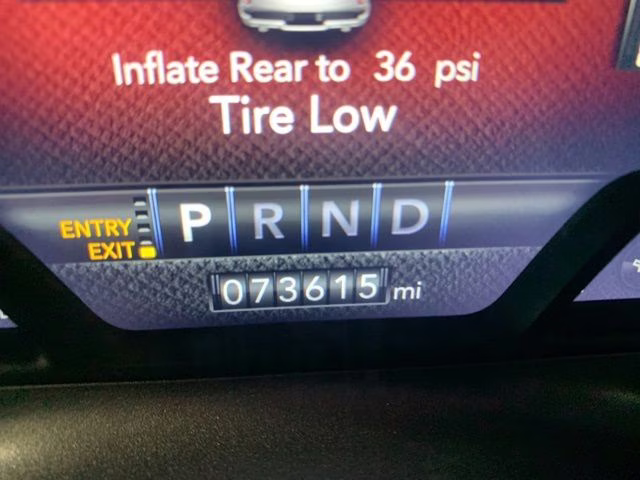 Inflate Rear to 36 psi
Tire Low
ENTRY
EXIT
P R N D
073615 mi